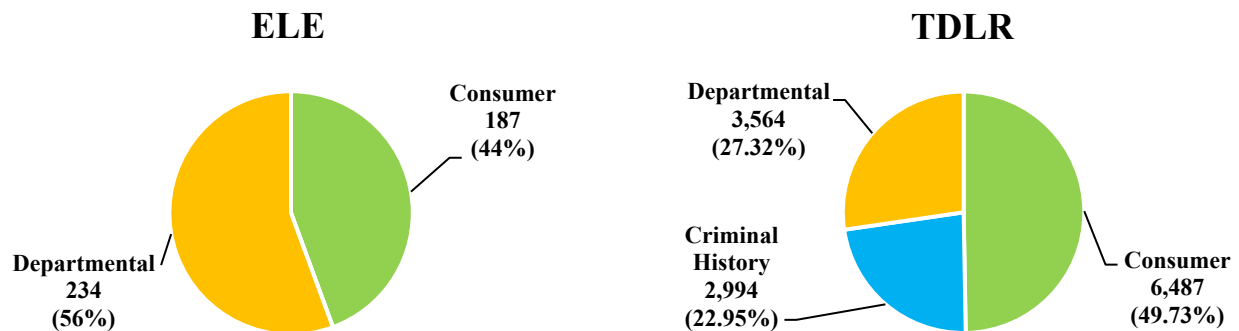 ELE
Consumer
187
(44%)
Departmental
234
(56%)
TDLR
Departmental
3,564
(27.32%)
Criminal
History
2,994
(22.95%)
Consumer
6,487
(49.73%)